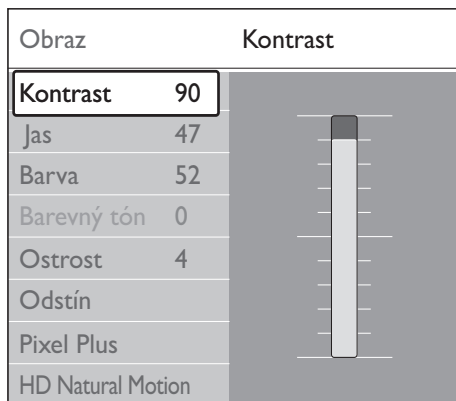 Obraz Kontrast
Kontrast 90
Jas 47
Barva 52
Barevný tón 0
Ostrost 4
Odstín
Pixel Plus
HD Natural Motion